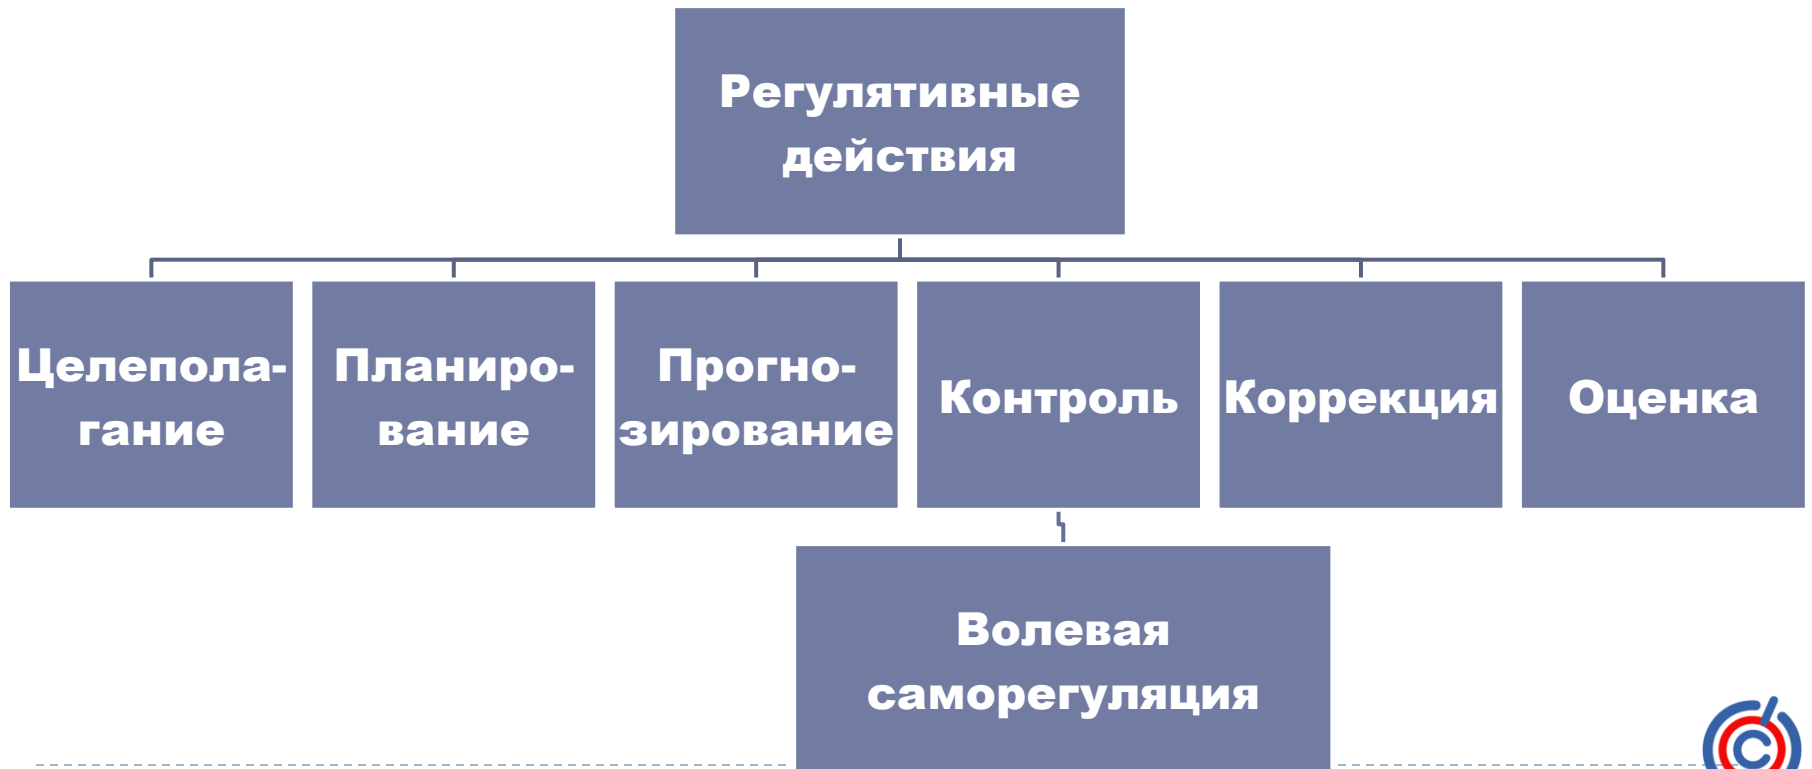 Регулятивные
действия
Целепола-
гание
Планиро-
вание
Прогно-
зирование
Контроль
Коррекция
Оценка
Волевая
саморегуляция